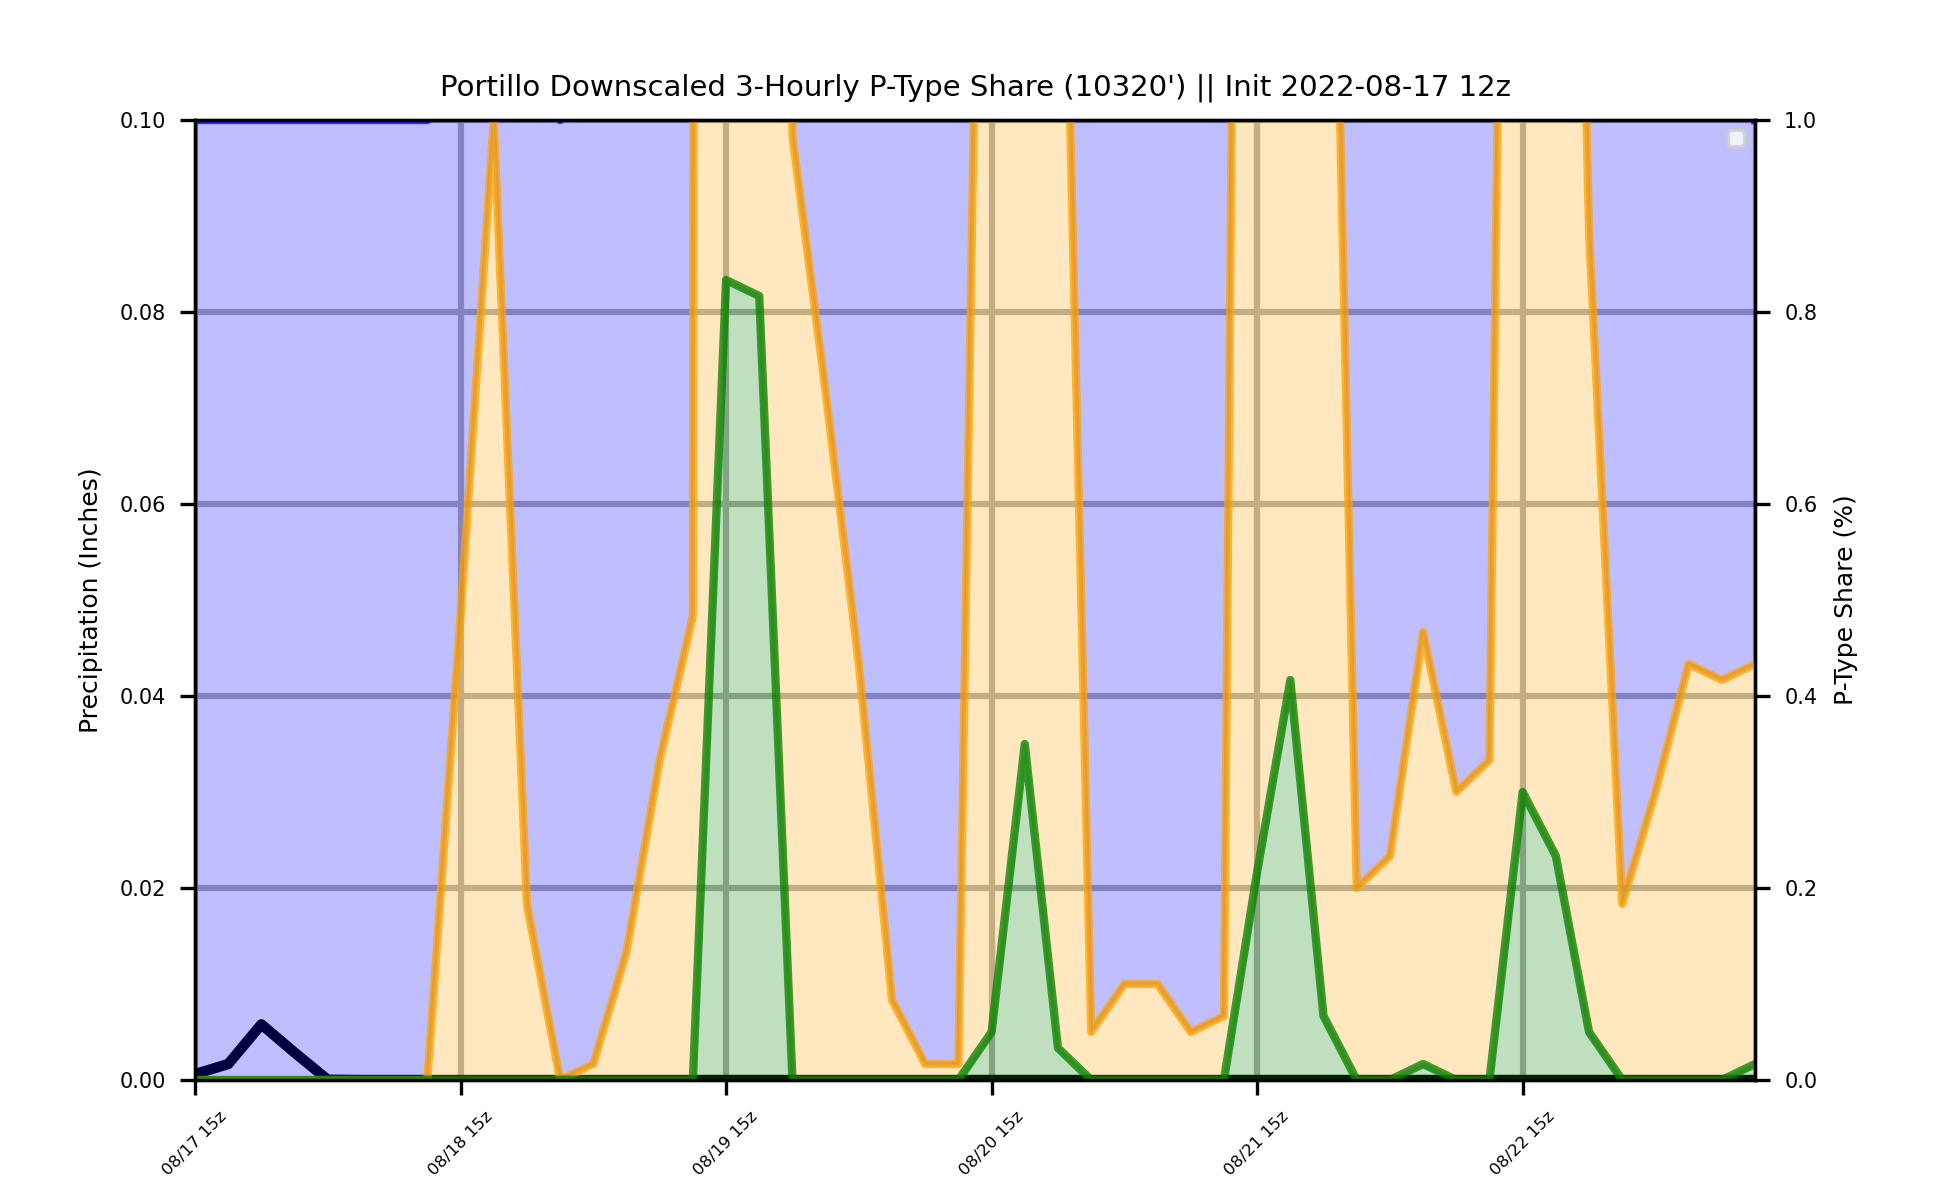 Portillo Downscaled 3-Hourly P-Type Share (10320') || Init 2022-08-17 12z
0.10
0.08
0.06
0.04
0.02
0.00
Precipitation (Inches)
1.0
0.8
0.6
0.4
0.2
0.0
P-Type Share (%)
08/17 15z
08/18 15z
08/19 15z
08/20 15z
08/21 15z
08/22 15z